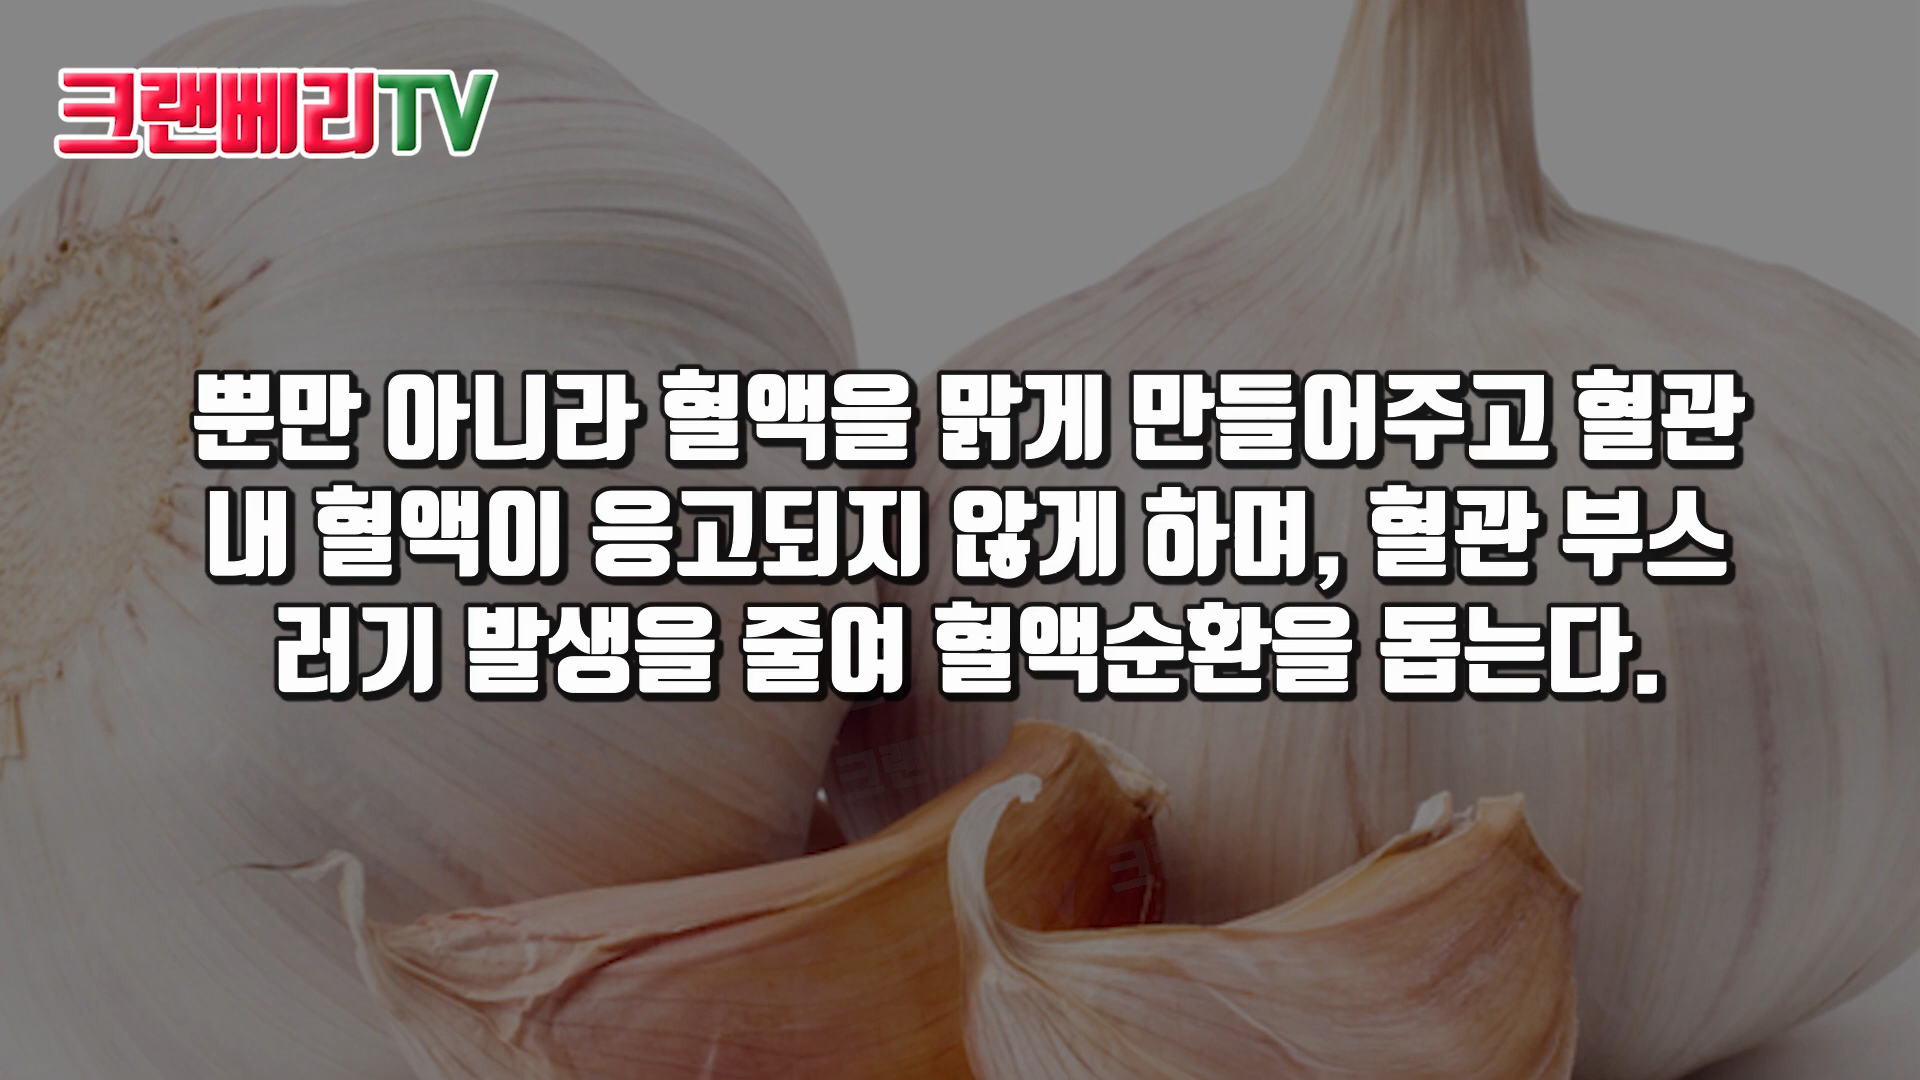 크랜베리TV
뿐만 아니라 혈액을 맑게 만들어주고 혈관
내 혈액이 응고되지 않게 하며, 혈관 부스
러기 발생을 줄여 혈액순환을 돕는다.
크랜